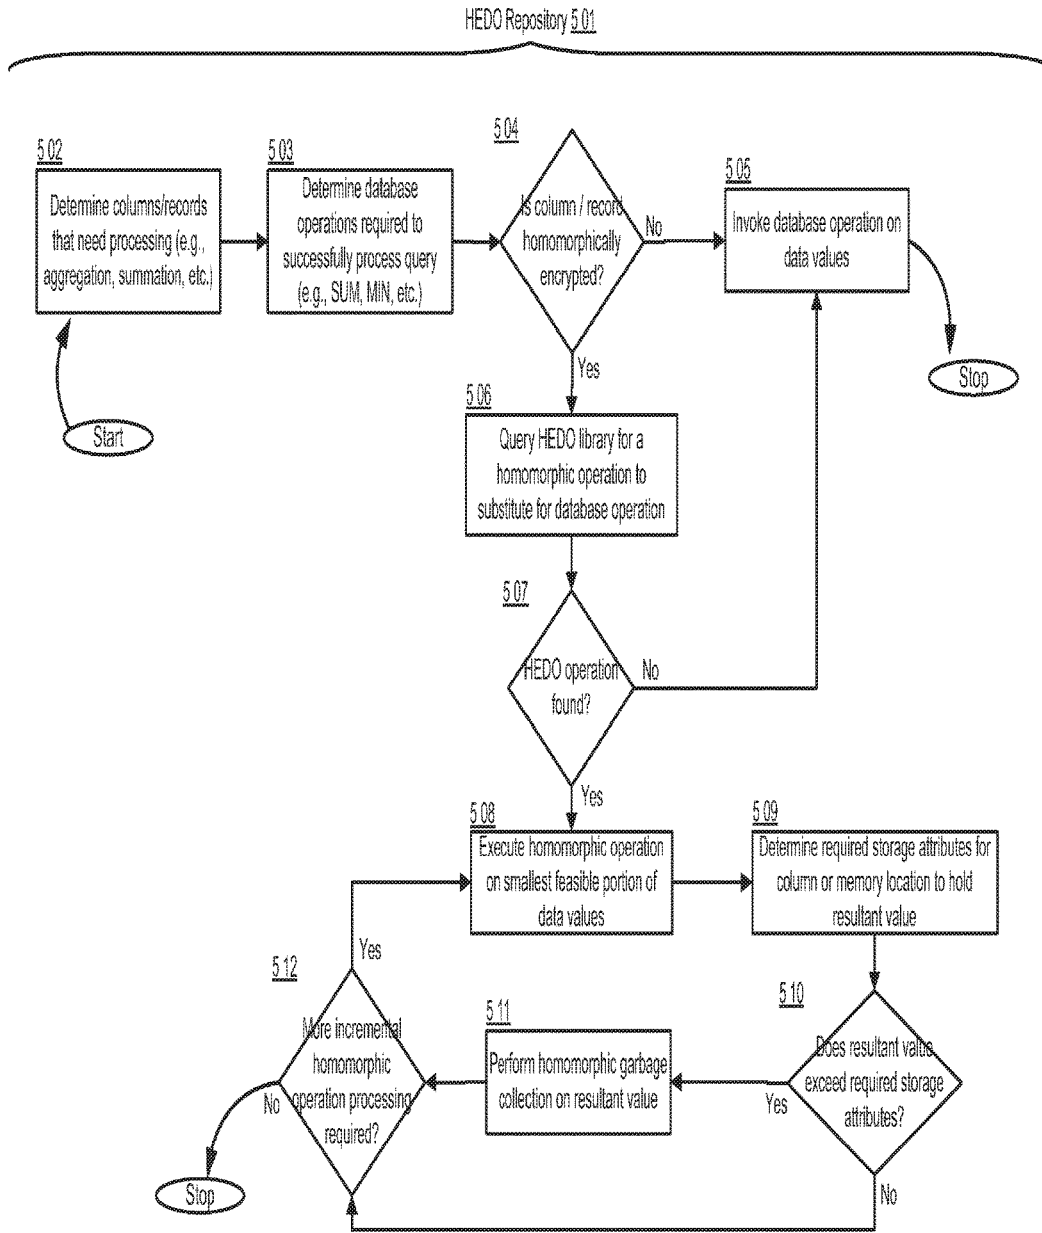 HEDO Repository 501
502
Determine columns/records
that need processing (e.g.,
aggregation, summation, etc.)
503
Determine database
operations required to
successfully process query
(e.g., SUM, MIN, etc.)
504
Is column / record
homomorphically
encrypted?
No
Yes
505
Invoke database operation on
data values
Stop
Start
506
Query HEDO library for a
homomorphic operation to
substitute for database operation
507
HEDO operation
found?
No
Yes
508
Execute homomorphic operation
on smallest feasible portion of
data values
509
Determine required storage attributes for
column or memory location to hold
resultant value
510
Does resultant value
exceed required storage
attributes?
Yes
No
511
Perform homomorphic garbage
collection on resultant value
512
More incremental
homomorphic
operation processing
required?
Yes
No
Stop